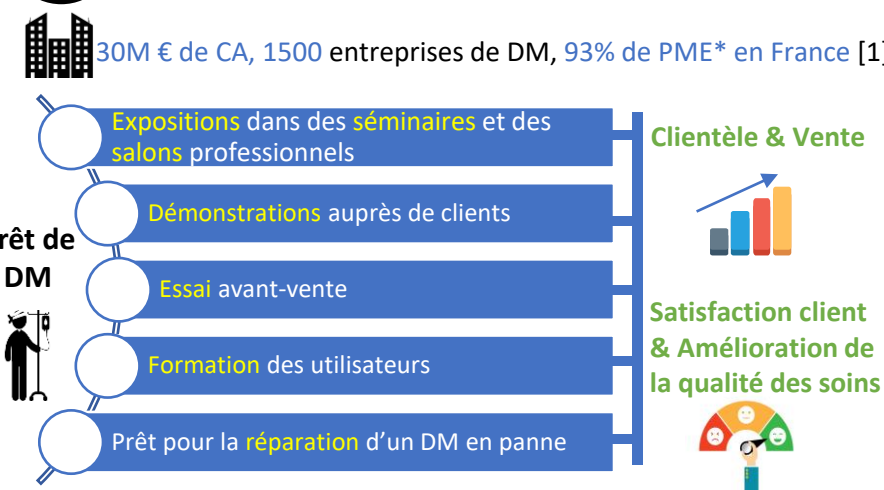 30M € de CA, 1500 entreprises de DM, 93% de PME* en France [1]
Expositions dans des séminaires et des
salons professionnels
Démonstrations auprès de clients
Essai avant-vente
Formation des utilisateurs
Prêt pour la réparation d’un DM en panne
rêt de
DM
Clientèle & Vente
Satisfaction client
& Amélioration de
la qualité des soins